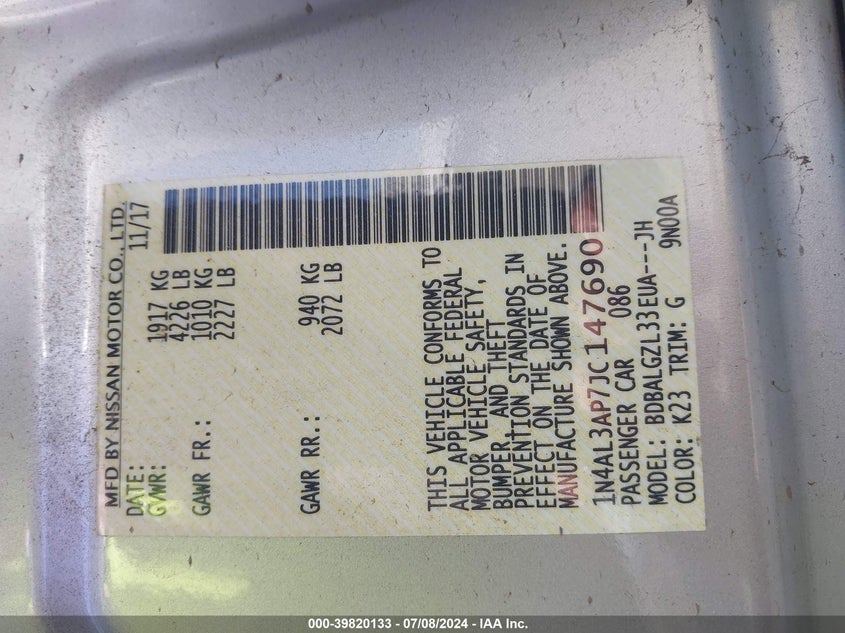 MFD BY NISSAN MOTOR CO., LTD.
DATE: 11/17
GVWR: 1917 KG
4226 LB
GAWR FR.: 1010 KG
2227 LB
GAWR RR.: 940 KG
2072 LB
THIS VEHICLE CONFORMS TO
ALL APPLICABLE FEDERAL
MOTOR VEHICLE SAFETY,
BUMPER, AND THEFT
PREVENTION STANDARDS IN
EFFECT ON THE DATE OF
MANUFACTURE SHOWN ABOVE.
1N4AL3AP7JC147690
PASSENGER CAR 086
MODEL: BDBALGZL33EUA---JH
COLOR: K23 TRIM: G 9N00A
000-39820133 - 07/08/2024 - IAA Inc.